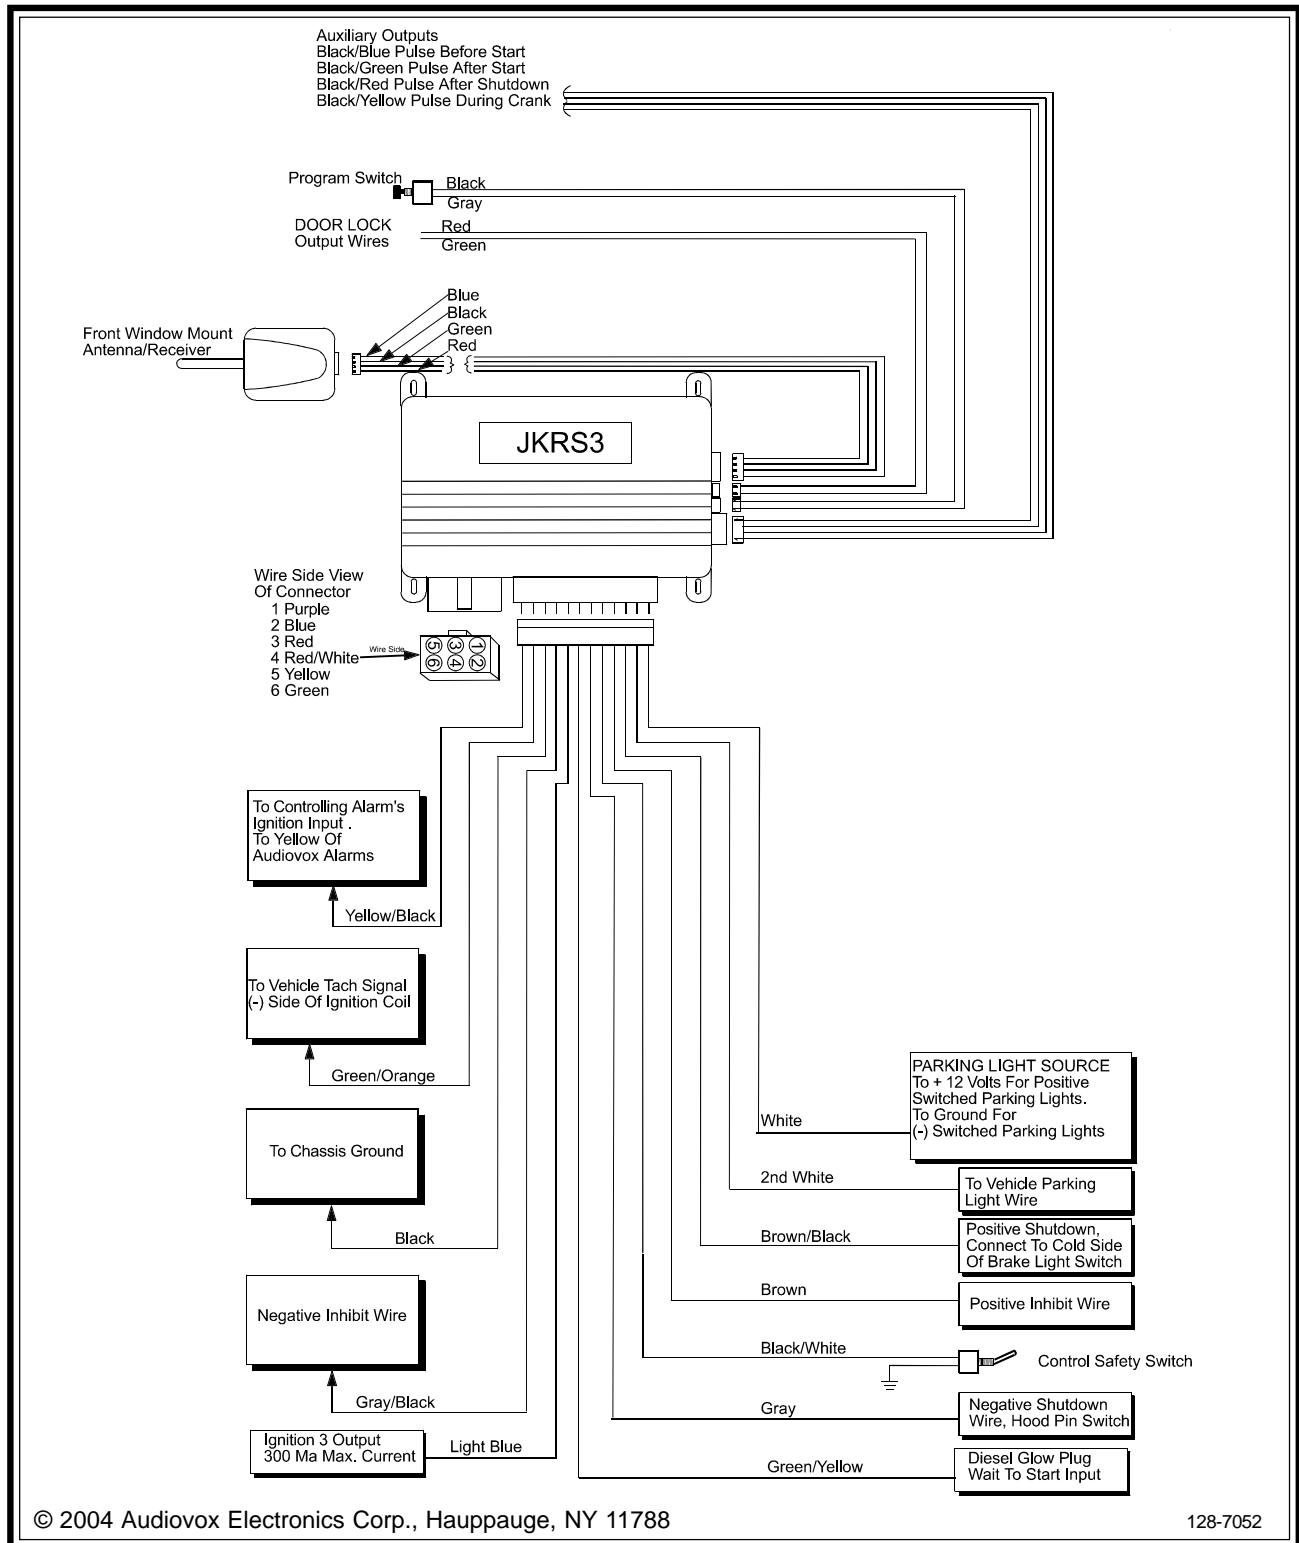 Auxiliary Outputs
Black/Blue Pulse Before Start
Black/Green Pulse After Start
Black/Red Pulse After Shutdown
Black/Yellow Pulse During Crank
Program Switch
Black
Gray
DOOR LOCK
Output Wires
Red
Green
Blue
Black
Green
Red
Front Window Mount
Antenna/Receiver
JKRS3
Wire Side View
Of Connector
1 Purple
2 Blue
3 Red
4 Red/White
5 Yellow
6 Green
Wire Side
5 3 1
6 4 2
To Controlling Alarm's
Ignition Input .
To Yellow Of
Audiovox Alarms
Yellow/Black
To Vehicle Tach Signal
(-) Side Of Ignition Coil
Green/Orange
To Chassis Ground
Black
Negative Inhibit Wire
Gray/Black
Ignition 3 Output
300 Ma Max. Current
Light Blue
White
PARKING LIGHT SOURCE
To + 12 Volts For Positive
Switched Parking Lights.
To Ground For
(-) Switched Parking Lights
2nd White
To Vehicle Parking
Light Wire
Brown/Black
Positive Shutdown,
Connect To Cold Side
Of Brake Light Switch
Brown
Positive Inhibit Wire
Black/White
Control Safety Switch
Gray
Negative Shutdown
Wire, Hood Pin Switch
Green/Yellow
Diesel Glow Plug
Wait To Start Input
© 2004 Audiovox Electronics Corp., Hauppauge, NY 11788
128-7052